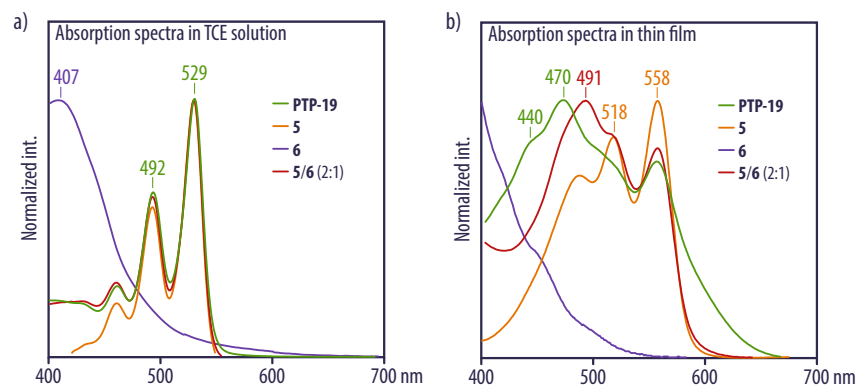 a)
Absorption spectra in TCE solution
407
529
492
PTP-19
5
6
5/6 (2:1)
Normalized int.
400
500
600
700 nm
b)
Absorption spectra in thin film
470
491
558
440
518
PTP-19
5
6
5/6 (2:1)
Normalized int.
400
500
600
700 nm